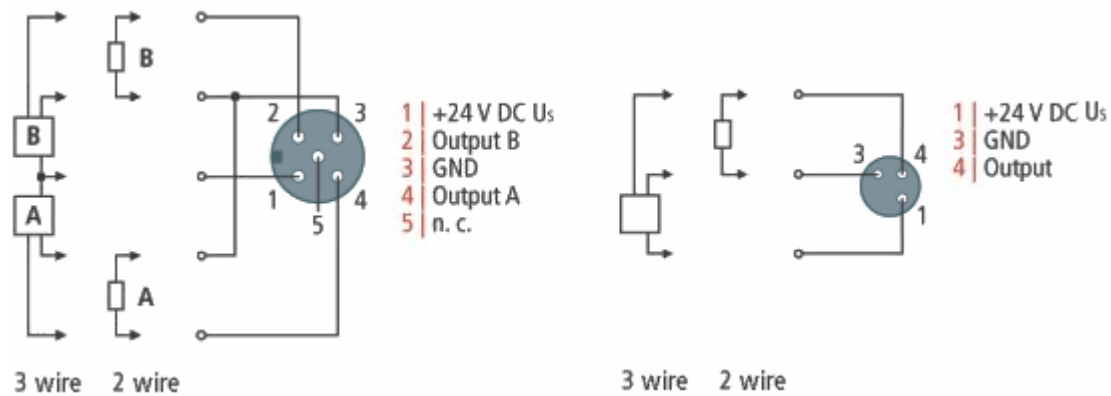 B
B
A
A
2
3
1
4
5
1 +24 V DC Us
2 Output B
3 GND
4 Output A
5 n. c.
3 wire 2 wire
3
4
1
1 +24 V DC Us
3 GND
4 Output
3 wire 2 wire